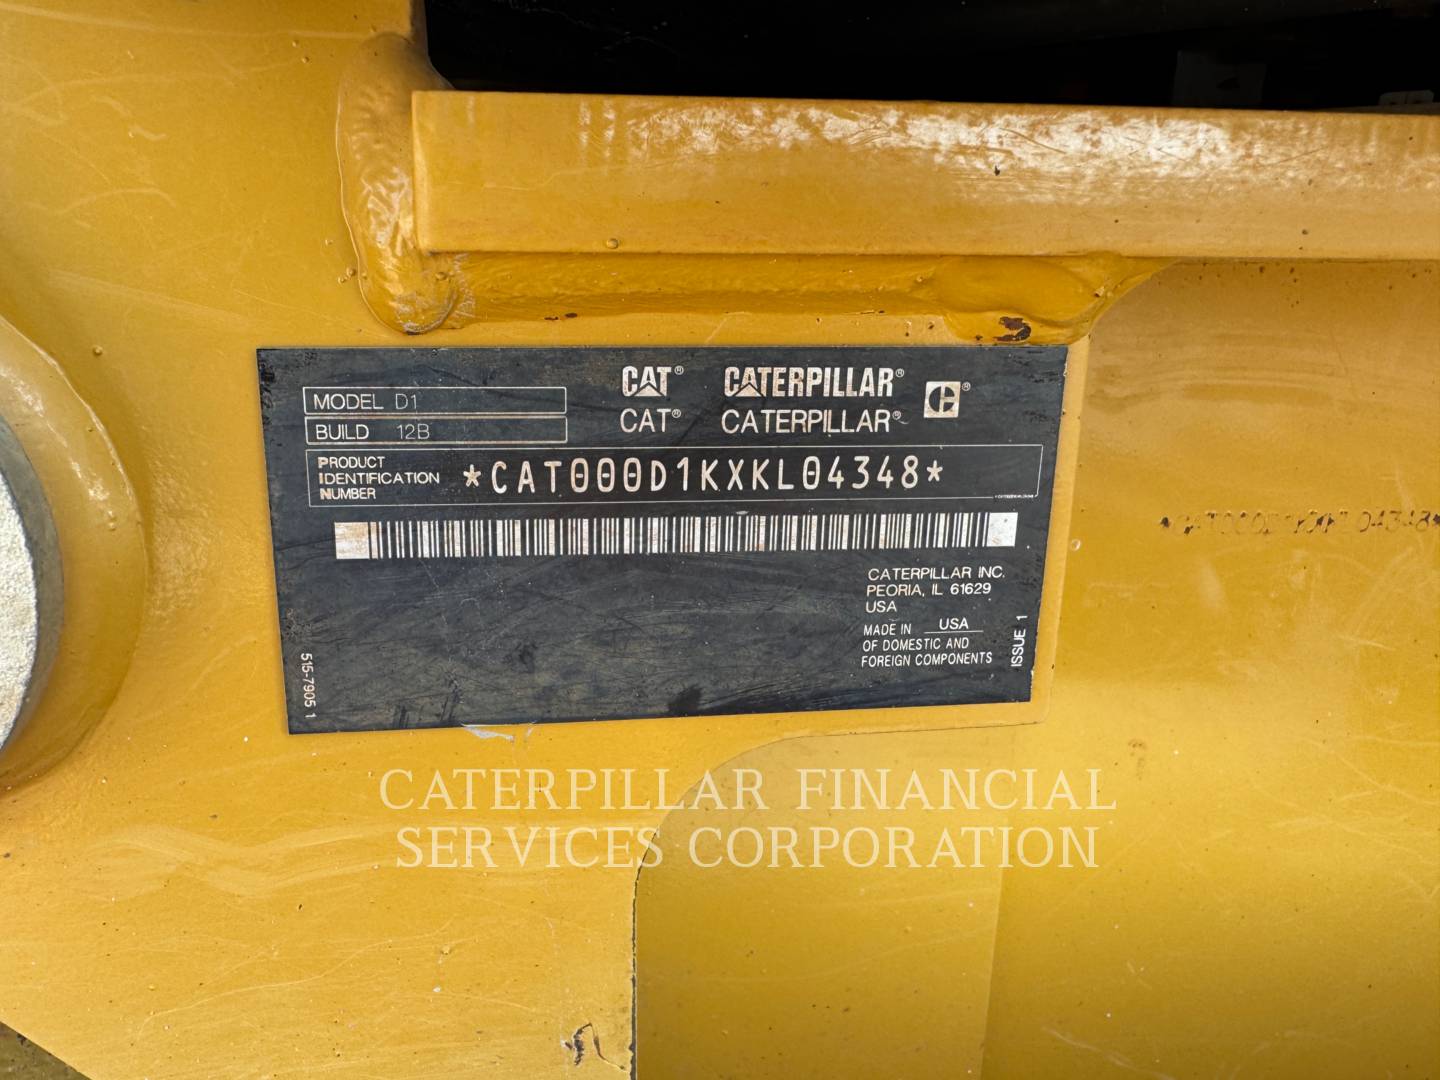 MODEL D1
BUILD 12B
CAT® CATERPILLAR® ®
CAT® CATERPILLAR®
PRODUCT
IDENTIFICATION
NUMBER
*CAT000D1KXKL04348*
CATERPILLAR INC.
PEORIA, IL 61629
USA
MADE IN USA
OF DOMESTIC AND
FOREIGN COMPONENTS
ISSUE 1
515-7905 1
04348*
CATERPILLAR FINANCIAL
SERVICES CORPORATION